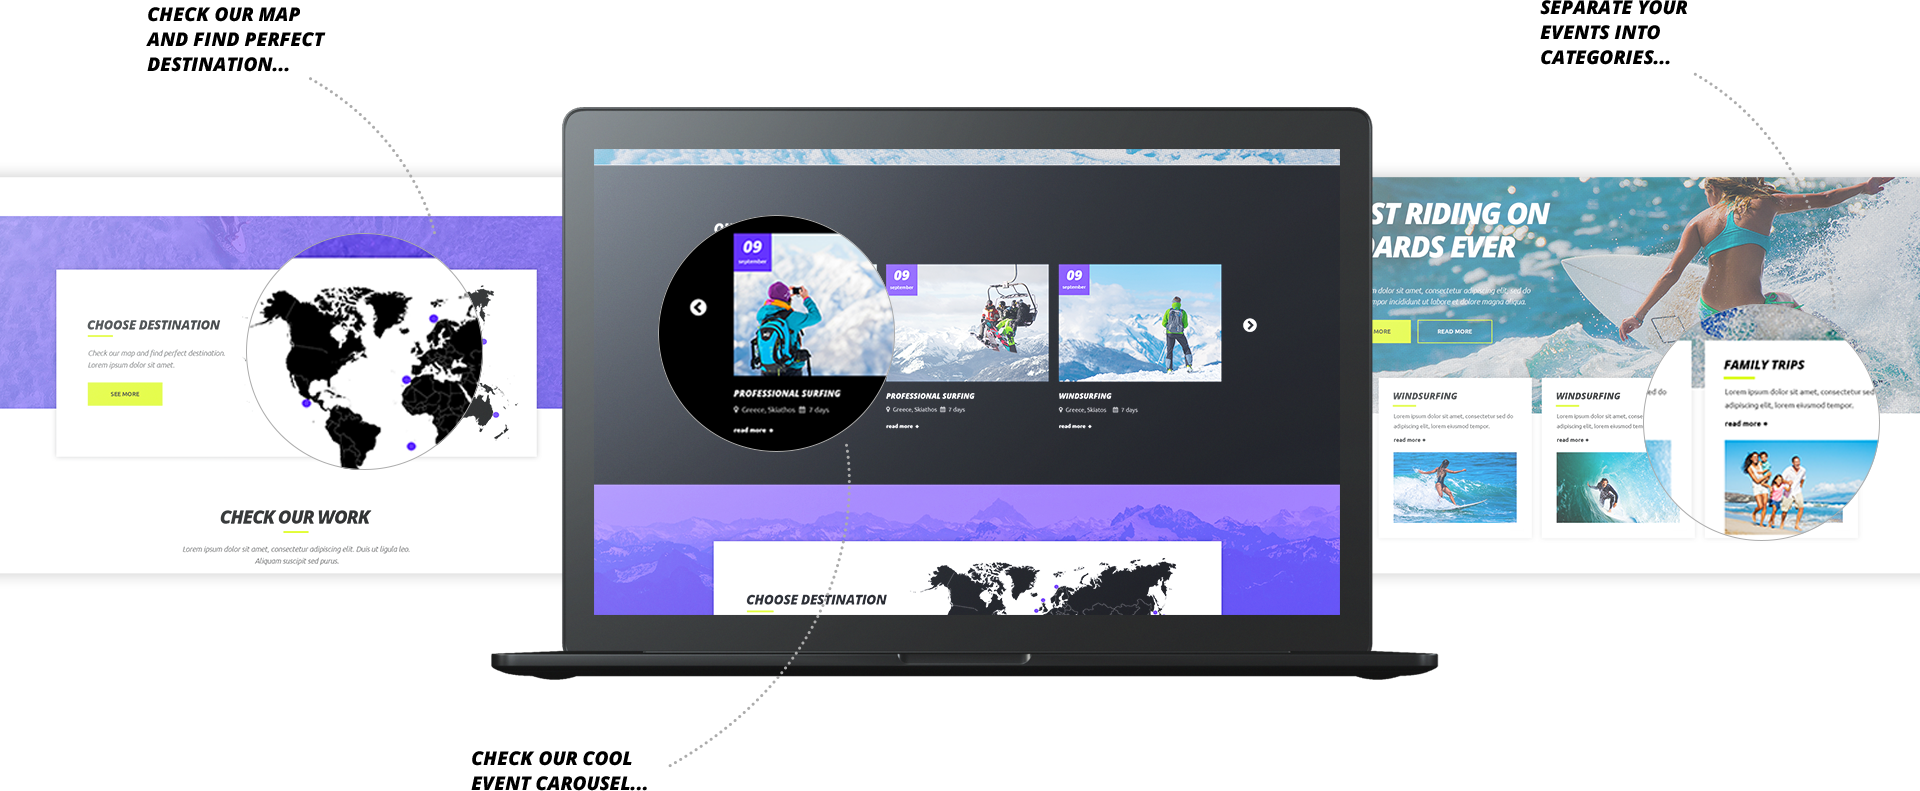 CHECK OUR MAP
AND FIND PERFECT
DESTINATION...
SEPARATE YOUR
EVENTS INTO
CATEGORIES...
CHOOSE DESTINATION
Check our map and find perfect destination.
Lorem ipsum dolor sit amet.
SEE MORE
CHECK OUR WORK
Lorem ipsum dolor sit amet, consectetur adipiscing elit. Duis ut ligula leo.
Aliquam suscipit sed purus.
09
september
PROFESSIONAL SURFING
Greece, Skiathos 7 days
read more +
09
september
PROFESSIONAL SURFING
Greece, Skiathos 7 days
read more +
09
september
WINDSURFING
Greece, Skiatos 7 days
read more +
CHOOSE DESTINATION
ST RIDING ON
OARDS EVER
dolor sit amet, consectetur adipiscing elit, sed do
mpor incididunt ut labore et dolore magna aliqua.
MORE
READ MORE
WINDSURFING
Lorem ipsum dolor sit amet, consectetur sed do
adipiscing elit, lorem eiusmod tempor.
read more +
WINDSURFING
Lorem ipsum dolor sit amet, cons
adipiscing elit, lorem eiusmod tem
read more +
do
FAMILY TRIPS
Lorem ipsum dolor sit amet, consectetur sed
adipiscing elit, lorem eiusmod tempor.
read more +
CHECK OUR COOL
EVENT CAROUSEL...